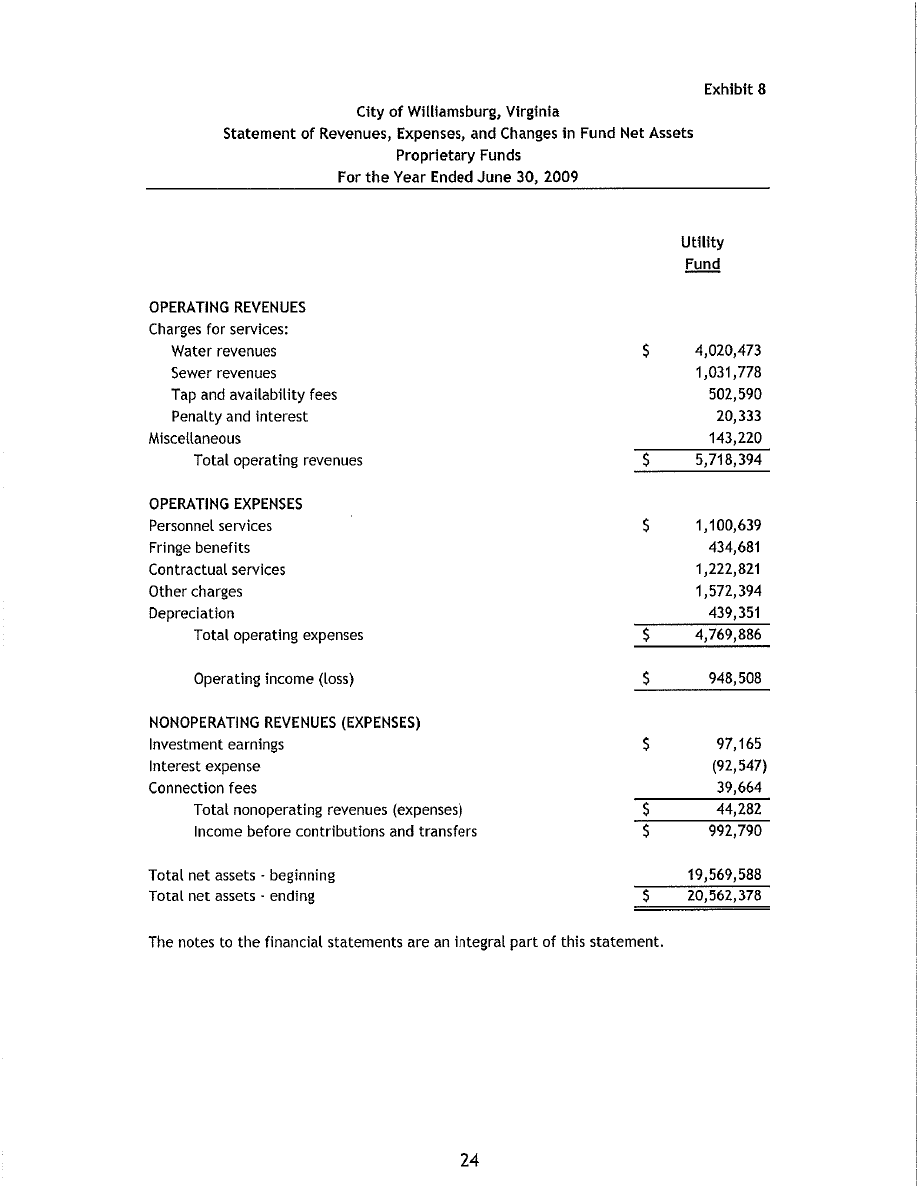 Exhibit 8
City of Williamsburg, Virginia
Statement of Revenues, Expenses, and Changes in Fund Net Assets
Proprietary Funds
For the Year Ended June 30, 2009
Utility
Fund
OPERATING REVENUES
Charges for services:
Water revenues $ 4,020,473
Sewer revenues 1,031,778
Tap and availability fees 502,590
Penalty and interest 20,333
Miscellaneous 143,220
Total operating revenues $ 5,718,394
OPERATING EXPENSES
Personnel services $ 1,100,639
Fringe benefits 434,681
Contractual services 1,222,821
Other charges 1,572,394
Depreciation 439,351
Total operating expenses $ 4,769,886
Operating income (loss) $ 948,508
NONOPERATING REVENUES (EXPENSES)
Investment earnings $ 97,165
Interest expense (92,547)
Connection fees 39,664
Total nonoperating revenues (expenses) $ 44,282
Income before contributions and transfers $ 992,790
Total net assets - beginning 19,569,588
Total net assets - ending $ 20,562,378
The notes to the financial statements are an integral part of this statement.
24